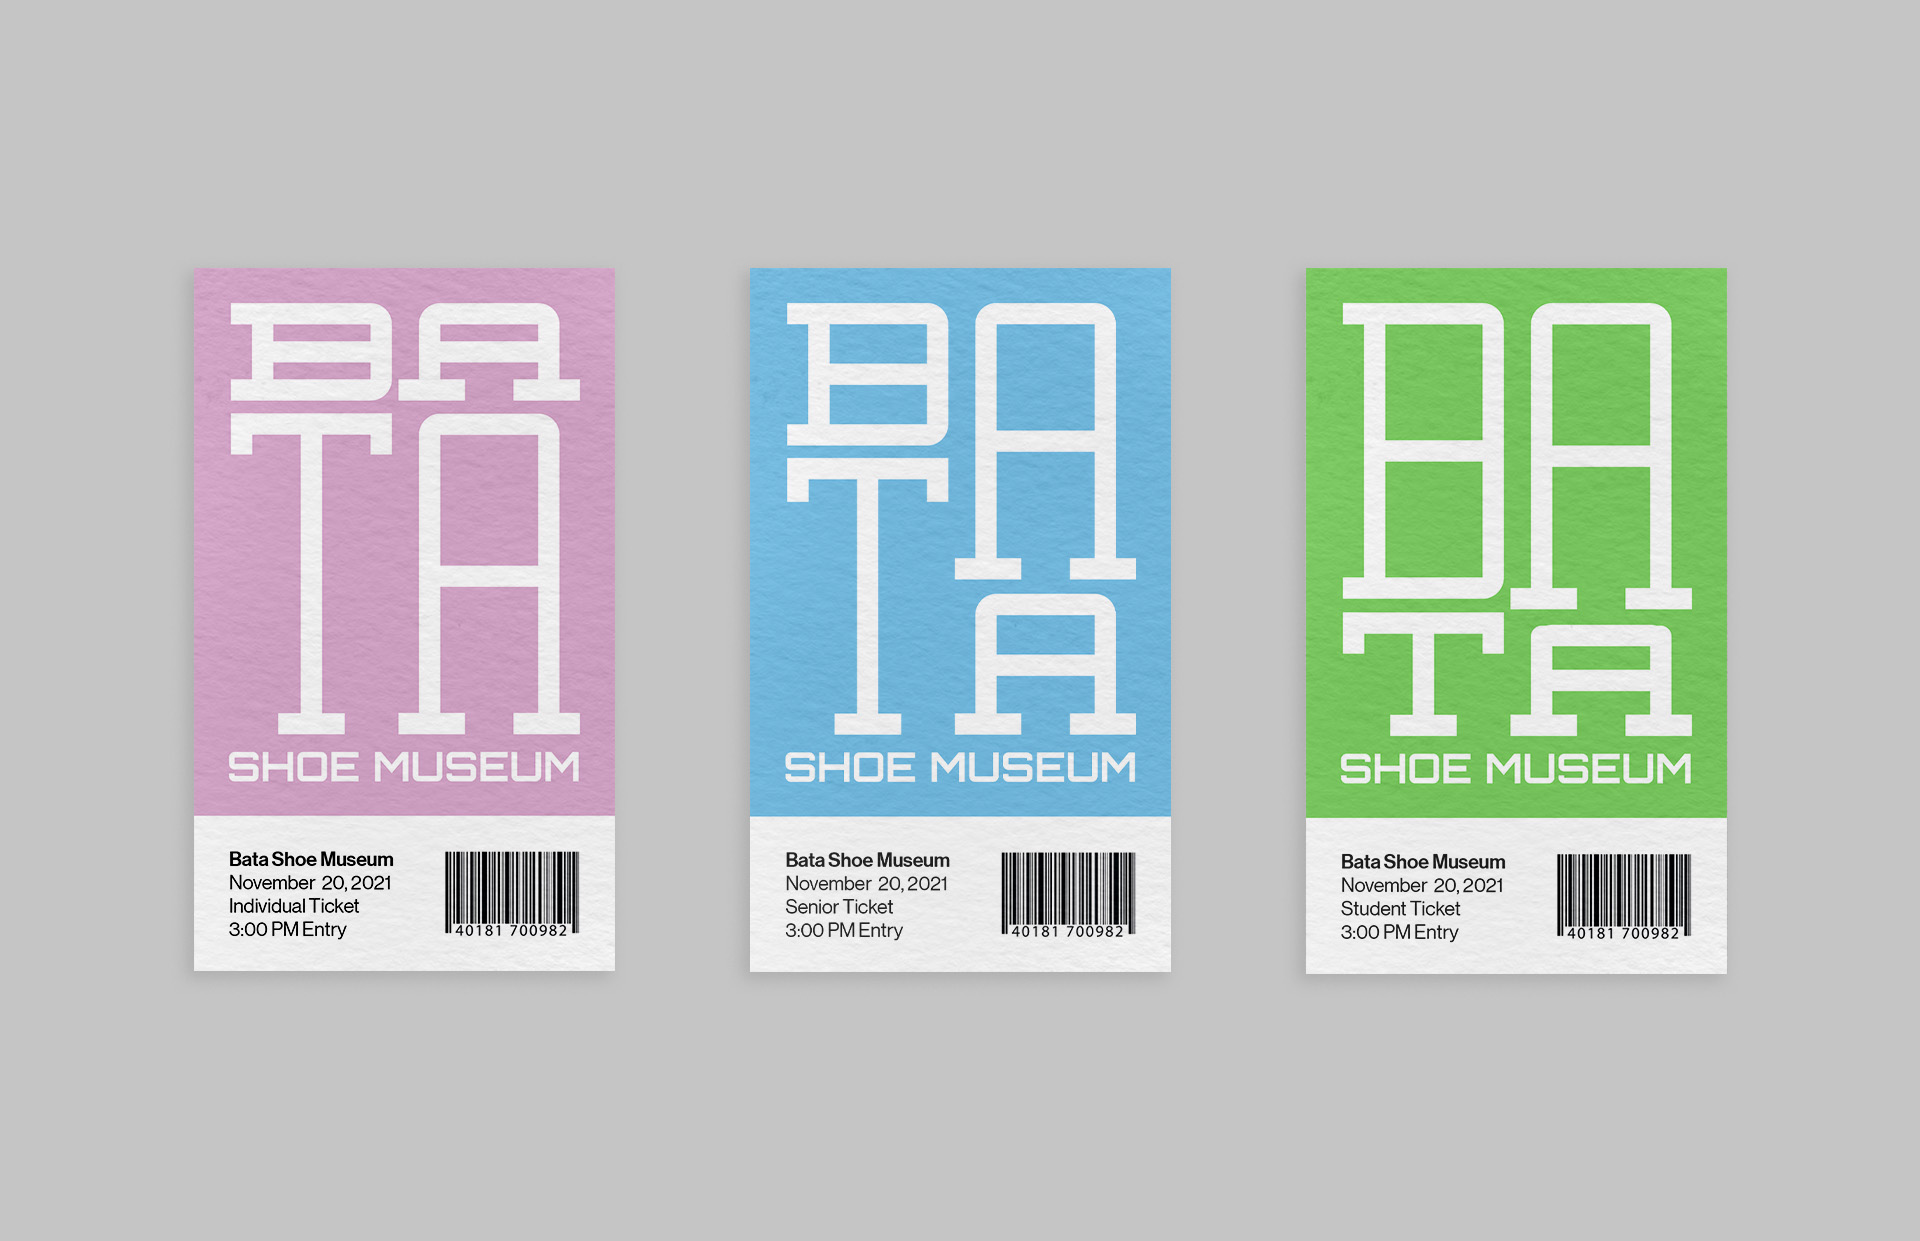 BA
TA
SHOE MUSEUM
Bata Shoe Museum
November 20, 2021
Individual Ticket
3:00 PM Entry
40181 700982
BA
TA
SHOE MUSEUM
Bata Shoe Museum
November 20, 2021
Senior Ticket
3:00 PM Entry
40181 700982
BA
TA
SHOE MUSEUM
Bata Shoe Museum
November 20, 2021
Student Ticket
3:00 PM Entry
40181 700982